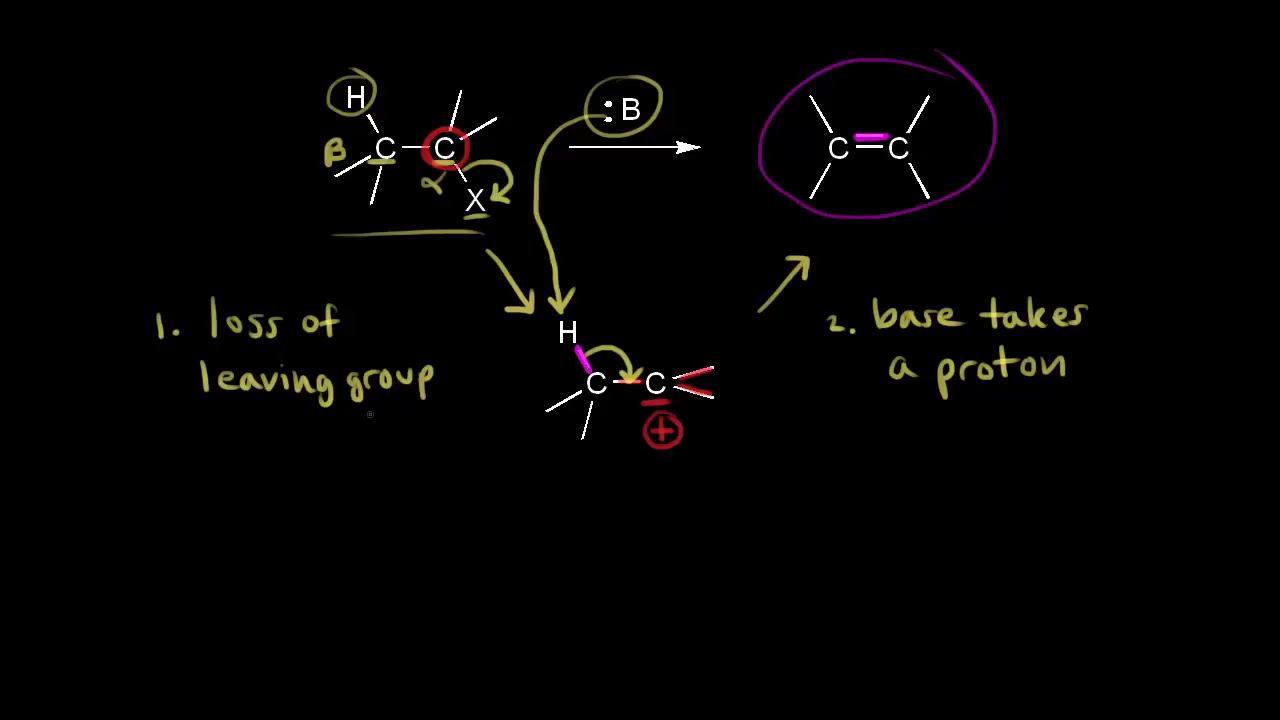 H
:B
β C C C=C
α
X
1. loss of
leaving group
2. base takes
a proton
H
C C
+